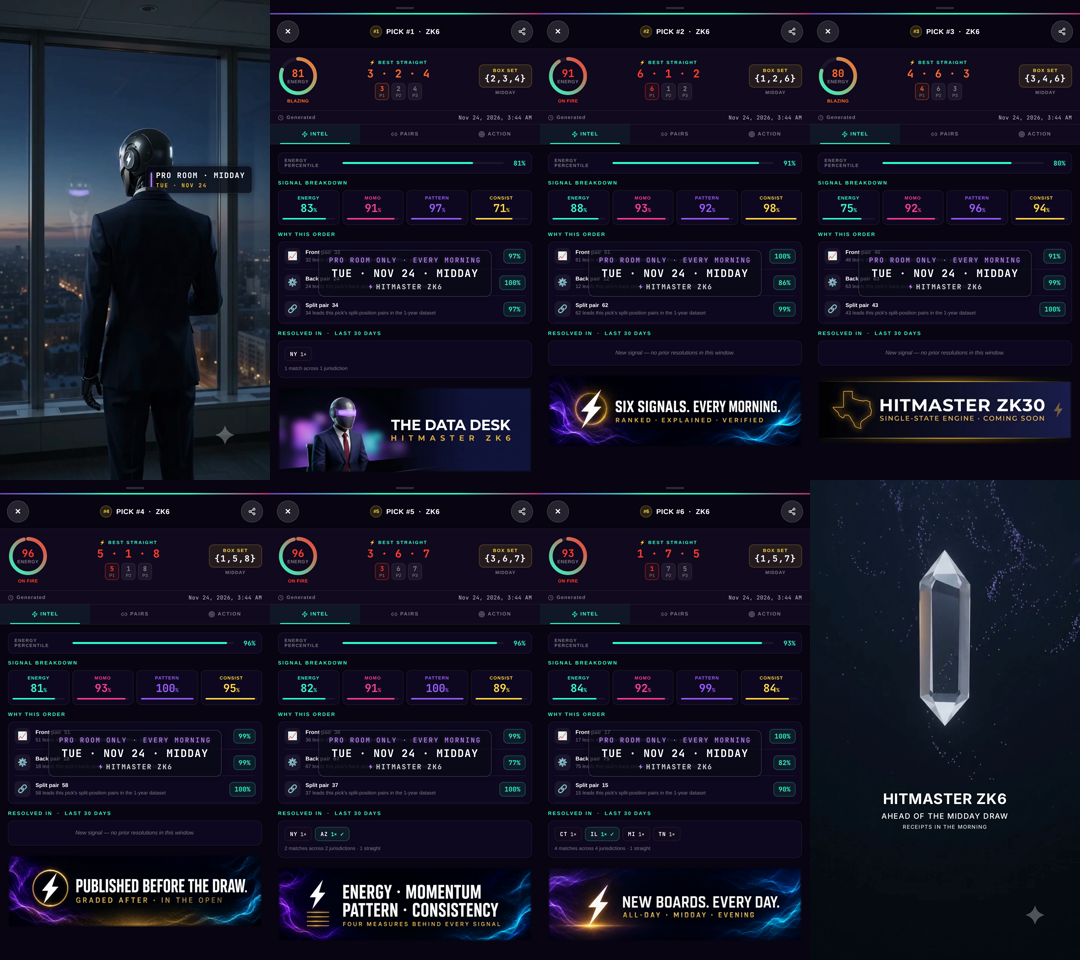 PRO ROOM · MIDDAY
TUE · NOV 24
#1 PICK #1 · ZK6
81
ENERGY
BLAZING
⚡ BEST STRAIGHT
3 · 2 · 4
3 2 4
P1 P2 P3
BOX SET
{2,3,4}
MIDDAY
Generated Nov 24, 2026, 3:44 AM
INTEL PAIRS ACTION
ENERGY PERCENTILE 81%
SIGNAL BREAKDOWN
ENERGY MOMO PATTERN CONSIST
83% 91% 97% 71%
WHY THIS ORDER
Front 97%
PRO ROOM ONLY · EVERY MORNING
TUE · NOV 24 · MIDDAY
Back 100%
HITMASTER ZK6
Split pair 34 97%
34 leads this pick's split-position pairs in the 1-year dataset
RESOLVED IN · LAST 30 DAYS
NY 1×
1 match across 1 jurisdiction
THE DATA DESK
HITMASTER ZK6
#2 PICK #2 · ZK6
91
ENERGY
ON FIRE
⚡ BEST STRAIGHT
6 · 1 · 2
6 1 2
P1 P2 P3
BOX SET
{1,2,6}
MIDDAY
Generated Nov 24, 2026, 3:44 AM
INTEL PAIRS ACTION
ENERGY PERCENTILE 91%
SIGNAL BREAKDOWN
ENERGY MOMO PATTERN CONSIST
88% 93% 92% 98%
WHY THIS ORDER
Front 100%
PRO ROOM ONLY · EVERY MORNING
TUE · NOV 24 · MIDDAY
Back 86%
HITMASTER ZK6
Split pair 62 99%
62 leads this pick's split-position pairs in the 1-year dataset
RESOLVED IN · LAST 30 DAYS
New signal — no prior resolutions in this window.
SIX SIGNALS. EVERY MORNING.
RANKED · EXPLAINED · VERIFIED
#3 PICK #3 · ZK6
80
ENERGY
BLAZING
⚡ BEST STRAIGHT
4 · 6 · 3
4 6 3
P1 P2 P3
BOX SET
{3,4,6}
MIDDAY
Generated Nov 24, 2026, 3:44 AM
INTEL PAIRS ACTION
ENERGY PERCENTILE 80%
SIGNAL BREAKDOWN
ENERGY MOMO PATTERN CONSIST
75% 92% 96% 94%
WHY THIS ORDER
Front 91%
PRO ROOM ONLY · EVERY MORNING
TUE · NOV 24 · MIDDAY
Back 99%
HITMASTER ZK6
Split pair 43 100%
43 leads this pick's split-position pairs in the 1-year dataset
RESOLVED IN · LAST 30 DAYS
New signal — no prior resolutions in this window.
HITMASTER ZK30
SINGLE-STATE ENGINE · COMING SOON
#4 PICK #4 · ZK6
96
ENERGY
ON FIRE
⚡ BEST STRAIGHT
5 · 1 · 8
5 1 8
P1 P2 P3
BOX SET
{1,5,8}
MIDDAY
Generated Nov 24, 2026, 3:44 AM
INTEL PAIRS ACTION
ENERGY PERCENTILE 96%
SIGNAL BREAKDOWN
ENERGY MOMO PATTERN CONSIST
81% 93% 100% 95%
WHY THIS ORDER
Front 99%
PRO ROOM ONLY · EVERY MORNING
TUE · NOV 24 · MIDDAY
Back 99%
HITMASTER ZK6
Split pair 58 100%
58 leads this pick's split-position pairs in the 1-year dataset
RESOLVED IN · LAST 30 DAYS
New signal — no prior resolutions in this window.
PUBLISHED BEFORE THE DRAW.
GRADED AFTER · IN THE OPEN
#5 PICK #5 · ZK6
96
ENERGY
ON FIRE
⚡ BEST STRAIGHT
3 · 6 · 7
3 6 7
P1 P2 P3
BOX SET
{3,6,7}
MIDDAY
Generated Nov 24, 2026, 3:44 AM
INTEL PAIRS ACTION
ENERGY PERCENTILE 96%
SIGNAL BREAKDOWN
ENERGY MOMO PATTERN CONSIST
82% 91% 100% 89%
WHY THIS ORDER
Front 99%
PRO ROOM ONLY · EVERY MORNING
TUE · NOV 24 · MIDDAY
Back 77%
HITMASTER ZK6
Split pair 37 100%
37 leads this pick's split-position pairs in the 1-year dataset
RESOLVED IN · LAST 30 DAYS
NY 1× AZ 1× ✓
2 matches across 2 jurisdictions · 1 straight
ENERGY · MOMENTUM
PATTERN · CONSISTENCY
FOUR MEASURES BEHIND EVERY SIGNAL
#6 PICK #6 · ZK6
93
ENERGY
ON FIRE
⚡ BEST STRAIGHT
1 · 7 · 5
1 7 5
P1 P2 P3
BOX SET
{1,5,7}
MIDDAY
Generated Nov 24, 2026, 3:44 AM
INTEL PAIRS ACTION
ENERGY PERCENTILE 93%
SIGNAL BREAKDOWN
ENERGY MOMO PATTERN CONSIST
84% 92% 99% 84%
WHY THIS ORDER
Front 100%
PRO ROOM ONLY · EVERY MORNING
TUE · NOV 24 · MIDDAY
Back 82%
HITMASTER ZK6
Split pair 15 90%
15 leads this pick's split-position pairs in the 1-year dataset
RESOLVED IN · LAST 30 DAYS
CT 1× IL 1× ✓ MI 1× TN 1×
4 matches across 4 jurisdictions · 1 straight
NEW BOARDS. EVERY DAY.
ALL-DAY · MIDDAY · EVENING
HITMASTER ZK6
AHEAD OF THE MIDDAY DRAW
RECEIPTS IN THE MORNING